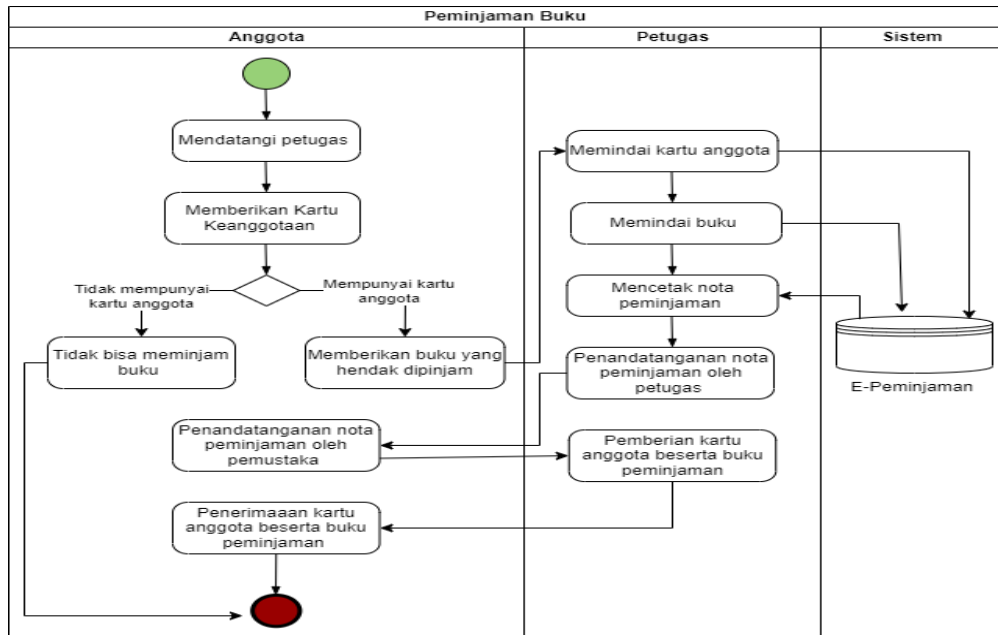 Peminjaman Buku
Anggota
Petugas
Sistem
Mendatangi petugas
Memberikan Kartu
Keanggotaan
Tidak mempunyai
kartu anggota
Mempunyai kartu
anggota
Tidak bisa meminjam
buku
Memberikan buku yang
hendak dipinjam
Memindai kartu anggota
Memindai buku
Mencetak nota
peminjaman
E-Peminjaman
Penandatanganan nota
peminjaman oleh
petugas
Penandatanganan nota
peminjaman oleh
pemustaka
Pemberian kartu
anggota beserta buku
peminjaman
Penerimaaan kartu
anggota beserta buku
peminjaman